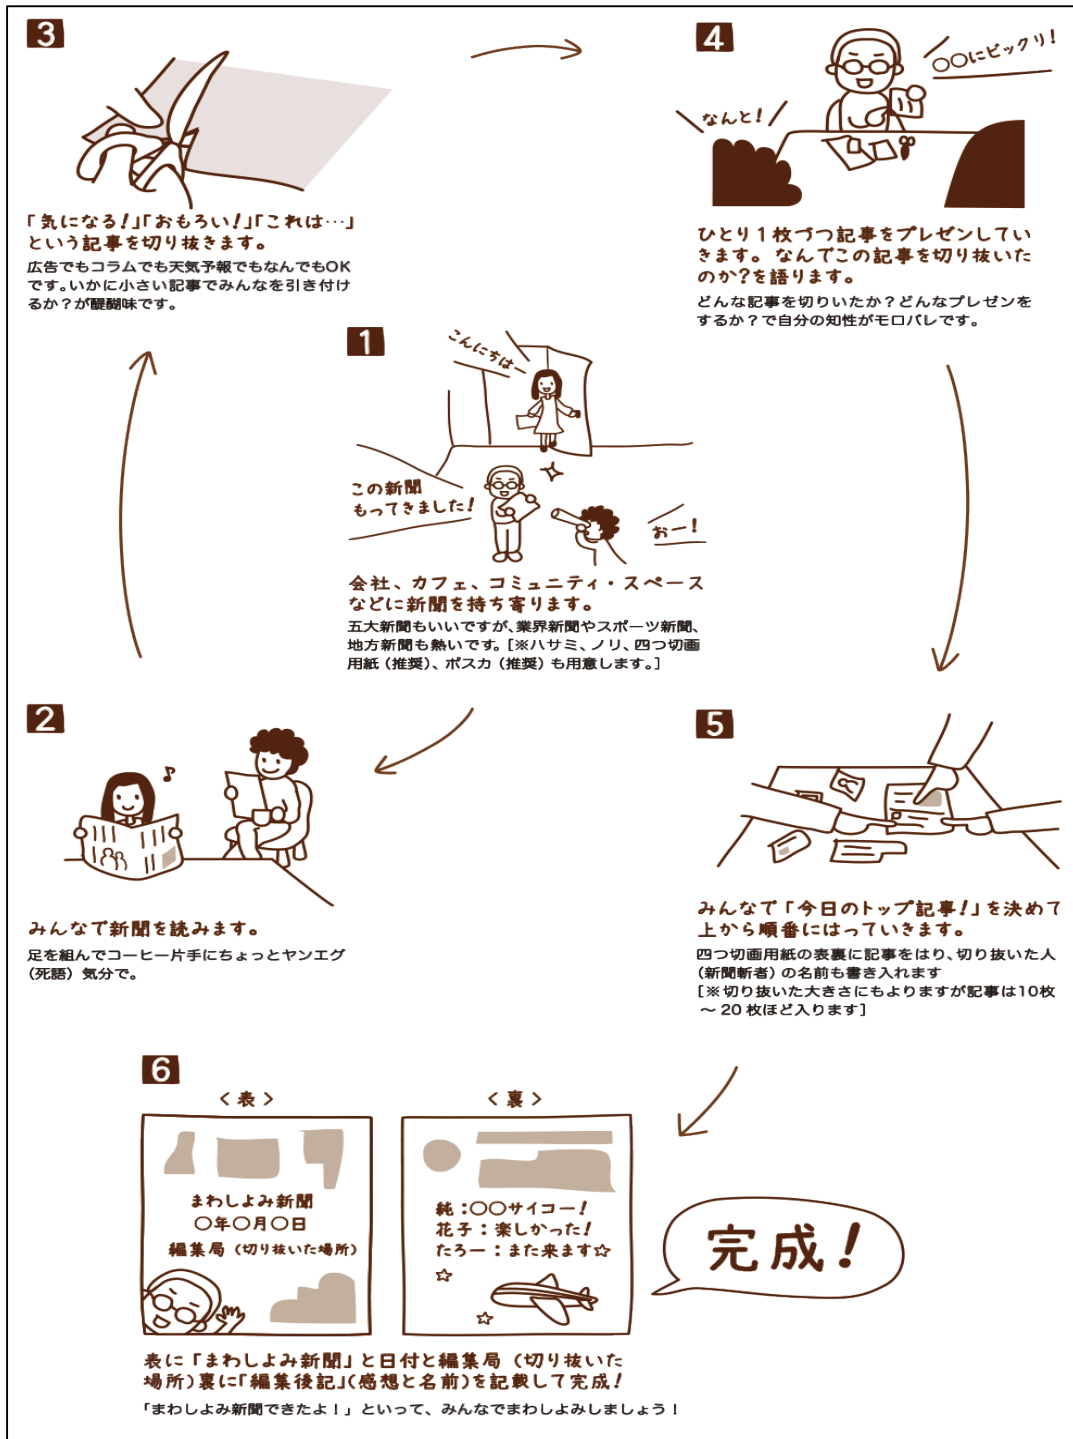 3
「気になる!」「おもろい!」「これは…」
という記事を切り抜きます。
広告でもコラムでも天気予報でもなんでもOK
です。いかに小さい記事でみんなを引き付け
るか?が醍醐味です。
4
○○にビックリ!
なんと!
ひとり1枚づつ記事をプレゼンしてい
きます。なんでこの記事を切り抜いた
のか?を語ります。
どんな記事を切りいたか?どんなプレゼンを
するか?で自分の知性がモロバレです。
1
こんにちはー
この新聞
もってきました!
おー!
会社、カフェ、コミュニティ・スペース
などに新聞を持ち寄ります。
五大新聞もいいですが、業界新聞やスポーツ新聞、
地方新聞も熱いです。[※ハサミ、ノリ、四つ切画
用紙(推奨)、ポスカ(推奨)も用意します。]
2
みんなで新聞を読みます。
足を組んでコーヒー片手にちょっとヤンエグ
(死語)気分で。
5
みんなで「今日のトップ記事!」を決めて
上から順番にはっていきます。
四つ切画用紙の表裏に記事をはり、切り抜いた人
(新聞斬者)の名前も書き入れます
[※切り抜いた大きさにもよりますが記事は10枚
〜20枚ほど入ります]
6
<表>
まわしよみ新聞
○年○月○日
編集局(切り抜いた場所)
<裏>
純:○○サイコー!
花子:楽しかった!
たろー:また来ます☆
完成!
表に「まわしよみ新聞」と日付と編集局(切り抜いた
場所)裏に「編集後記」(感想と名前)を記載して完成!
「まわしよみ新聞できたよ!」といって、みんなでまわしよみしましょう!